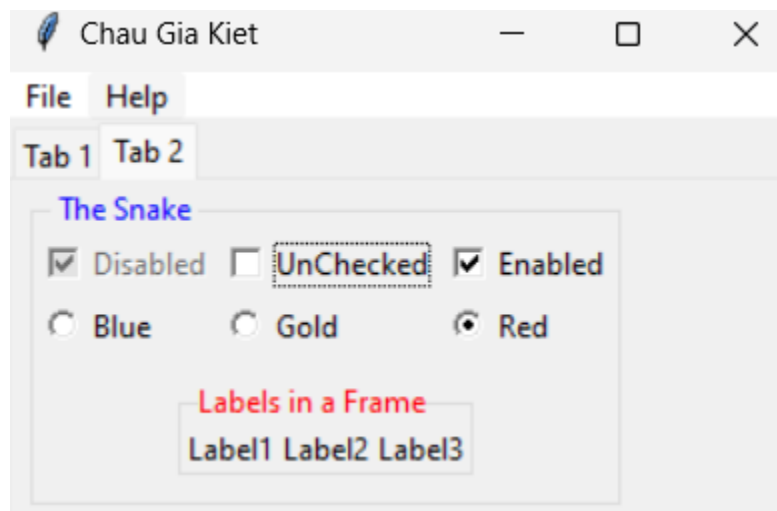 Chau Gia Kiet
File Help
Tab 1 Tab 2
The Snake
Disabled UnChecked Enabled
Blue Gold Red
Labels in a Frame
Label1 Label2 Label3